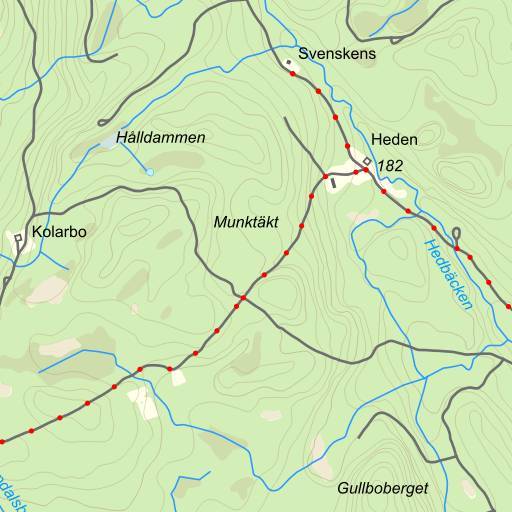 Svenskens
Hålldammen
Heden
182
Munktäkt
Kolarbo
Hedbäcken
Gullboberget